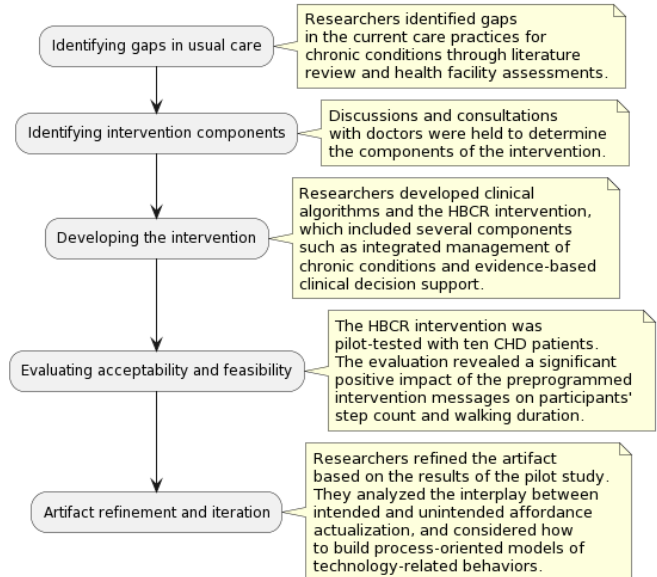 Identifying gaps in usual care
Researchers identified gaps
in the current care practices for
chronic conditions through literature
review and health facility assessments.
Identifying intervention components
Discussions and consultations
with doctors were held to determine
the components of the intervention.
Developing the intervention
Researchers developed clinical
algorithms and the HBCR intervention,
which included several components
such as integrated management of
chronic conditions and evidence-based
clinical decision support.
Evaluating acceptability and feasibility
The HBCR intervention was
pilot-tested with ten CHD patients.
The evaluation revealed a significant
positive impact of the preprogrammed
intervention messages on participants'
step count and walking duration.
Artifact refinement and iteration
Researchers refined the artifact
based on the results of the pilot study.
They analyzed the interplay between
intended and unintended affordance
actualization, and considered how
to build process-oriented models of
technology-related behaviors.